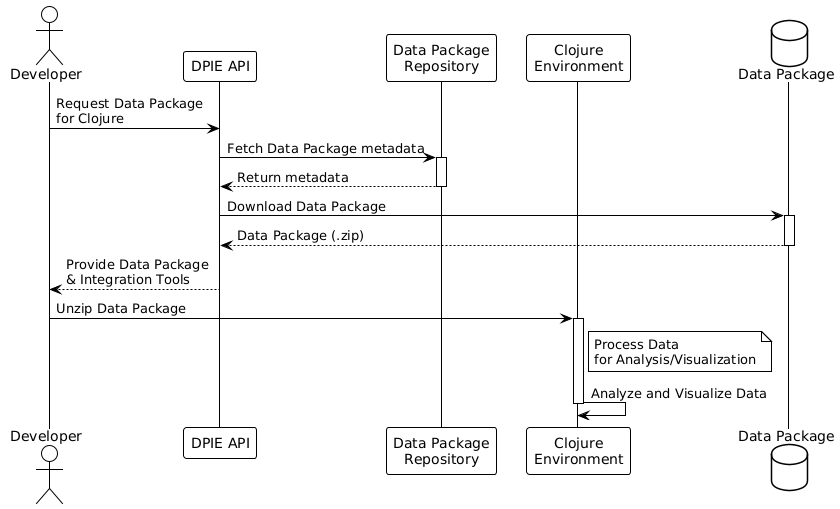 Developer
DPIE API
Data Package
Repository
Clojure
Environment
Data Package
Request Data Package
for Clojure
Fetch Data Package metadata
Return metadata
Download Data Package
Data Package (.zip)
Provide Data Package
& Integration Tools
Unzip Data Package
Process Data
for Analysis/Visualization
Analyze and Visualize Data
Developer
DPIE API
Data Package
Repository
Clojure
Environment
Data Package